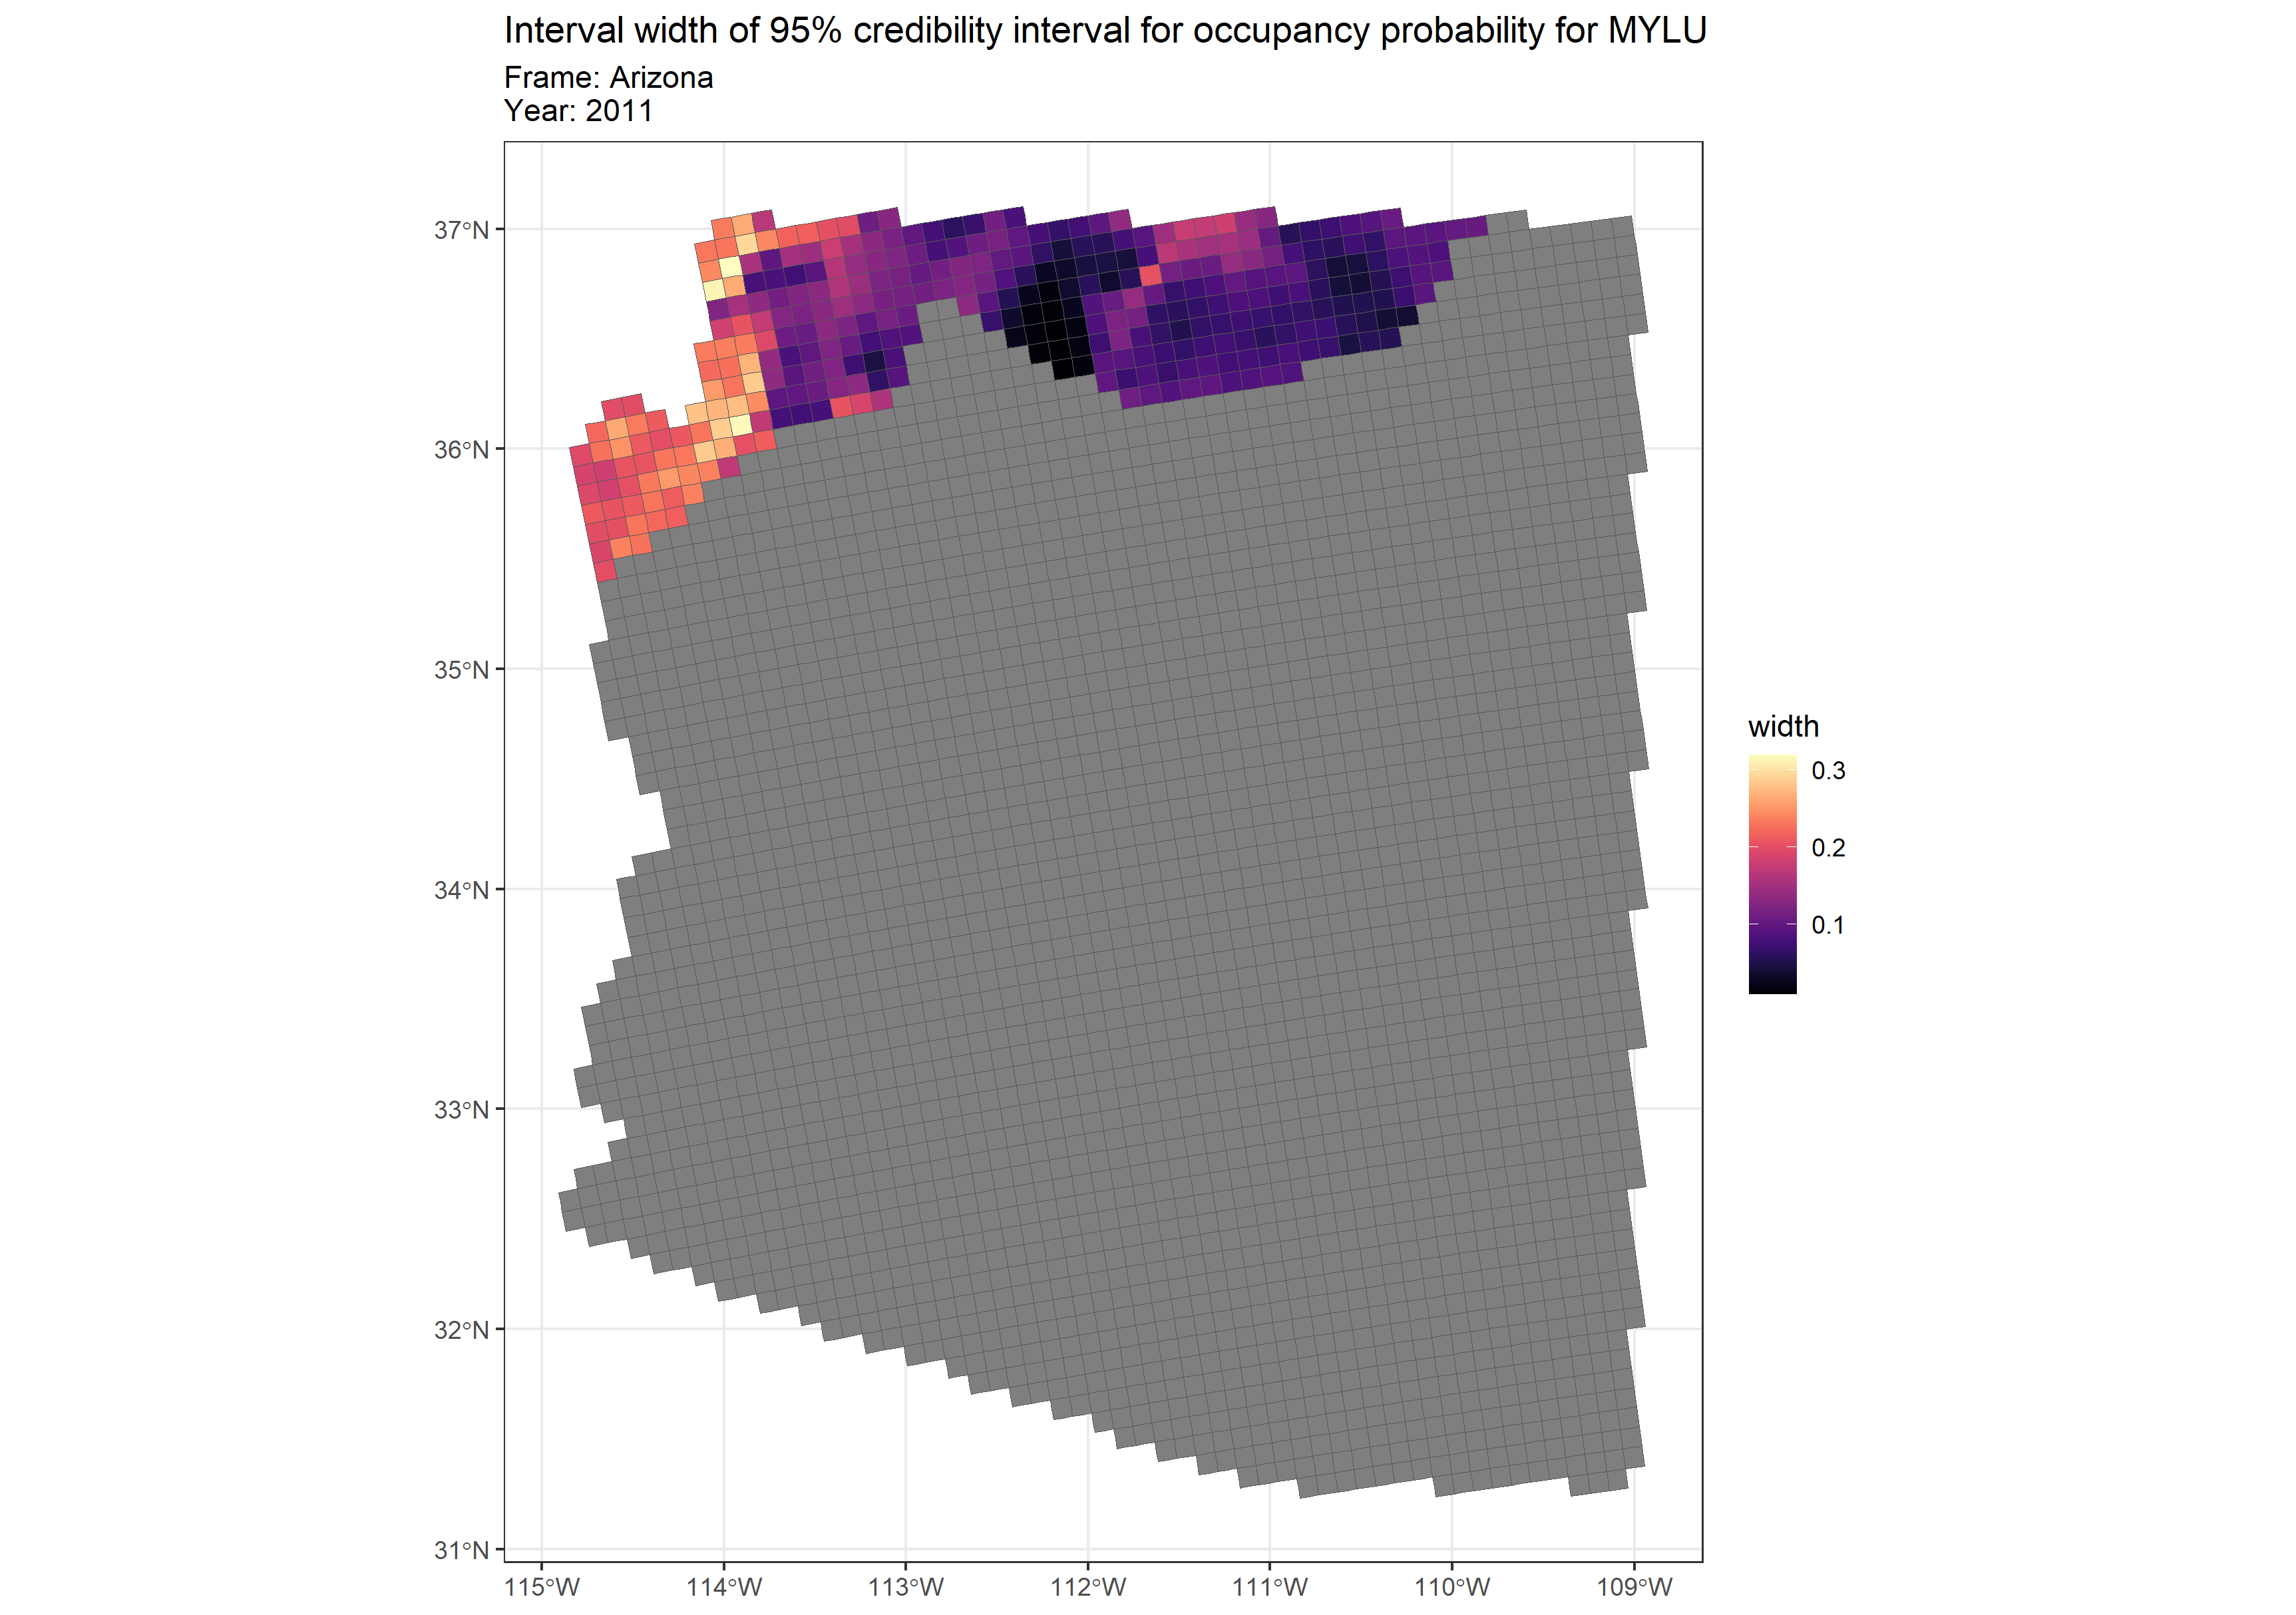 Interval width of 95% credibility interval for occupancy probability for MYLU
Frame: Arizona
Year: 2011
37°N
36°N
35°N
34°N
33°N
32°N
31°N
115°W
114°W
113°W
112°W
111°W
110°W
109°W
width
0.3
0.2
0.1